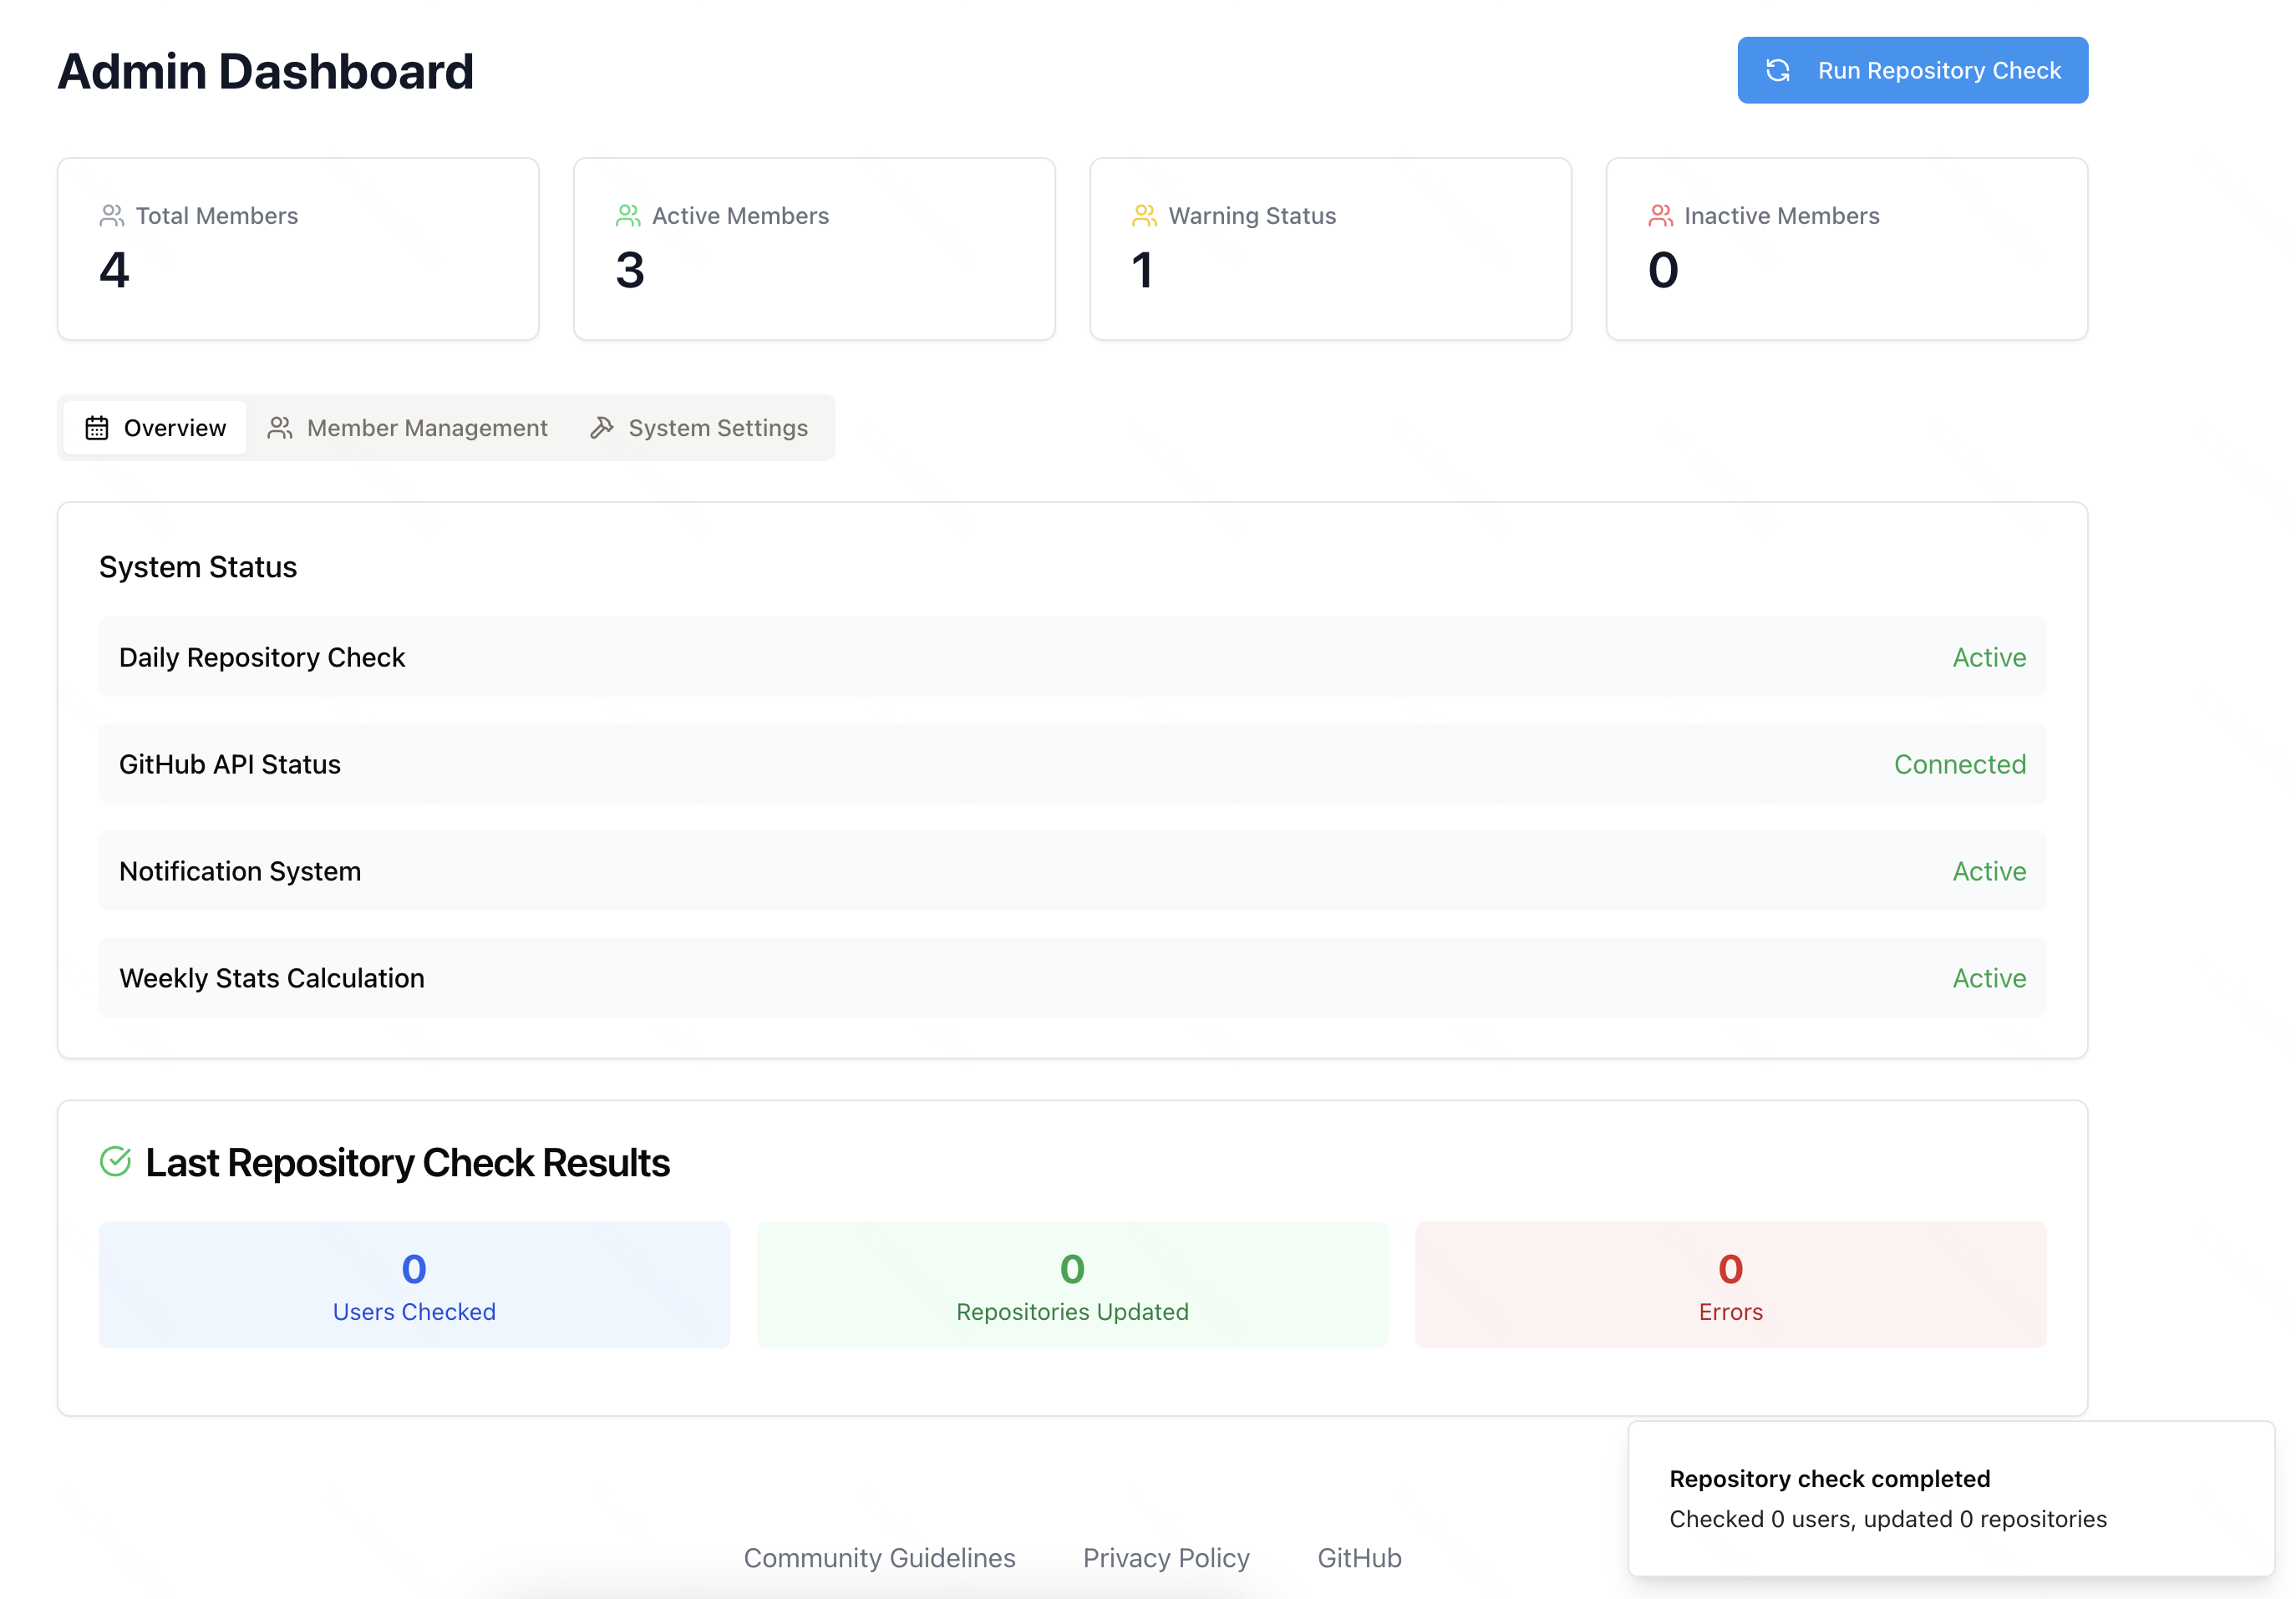 Admin Dashboard
Run Repository Check
Total Members
4
Active Members
3
Warning Status
1
Inactive Members
0
Overview
Member Management
System Settings
System Status
Daily Repository Check
Active
GitHub API Status
Connected
Notification System
Active
Weekly Stats Calculation
Active
Last Repository Check Results
0
Users Checked
0
Repositories Updated
0
Errors
Repository check completed
Checked 0 users, updated 0 repositories
Community Guidelines
Privacy Policy
GitHub